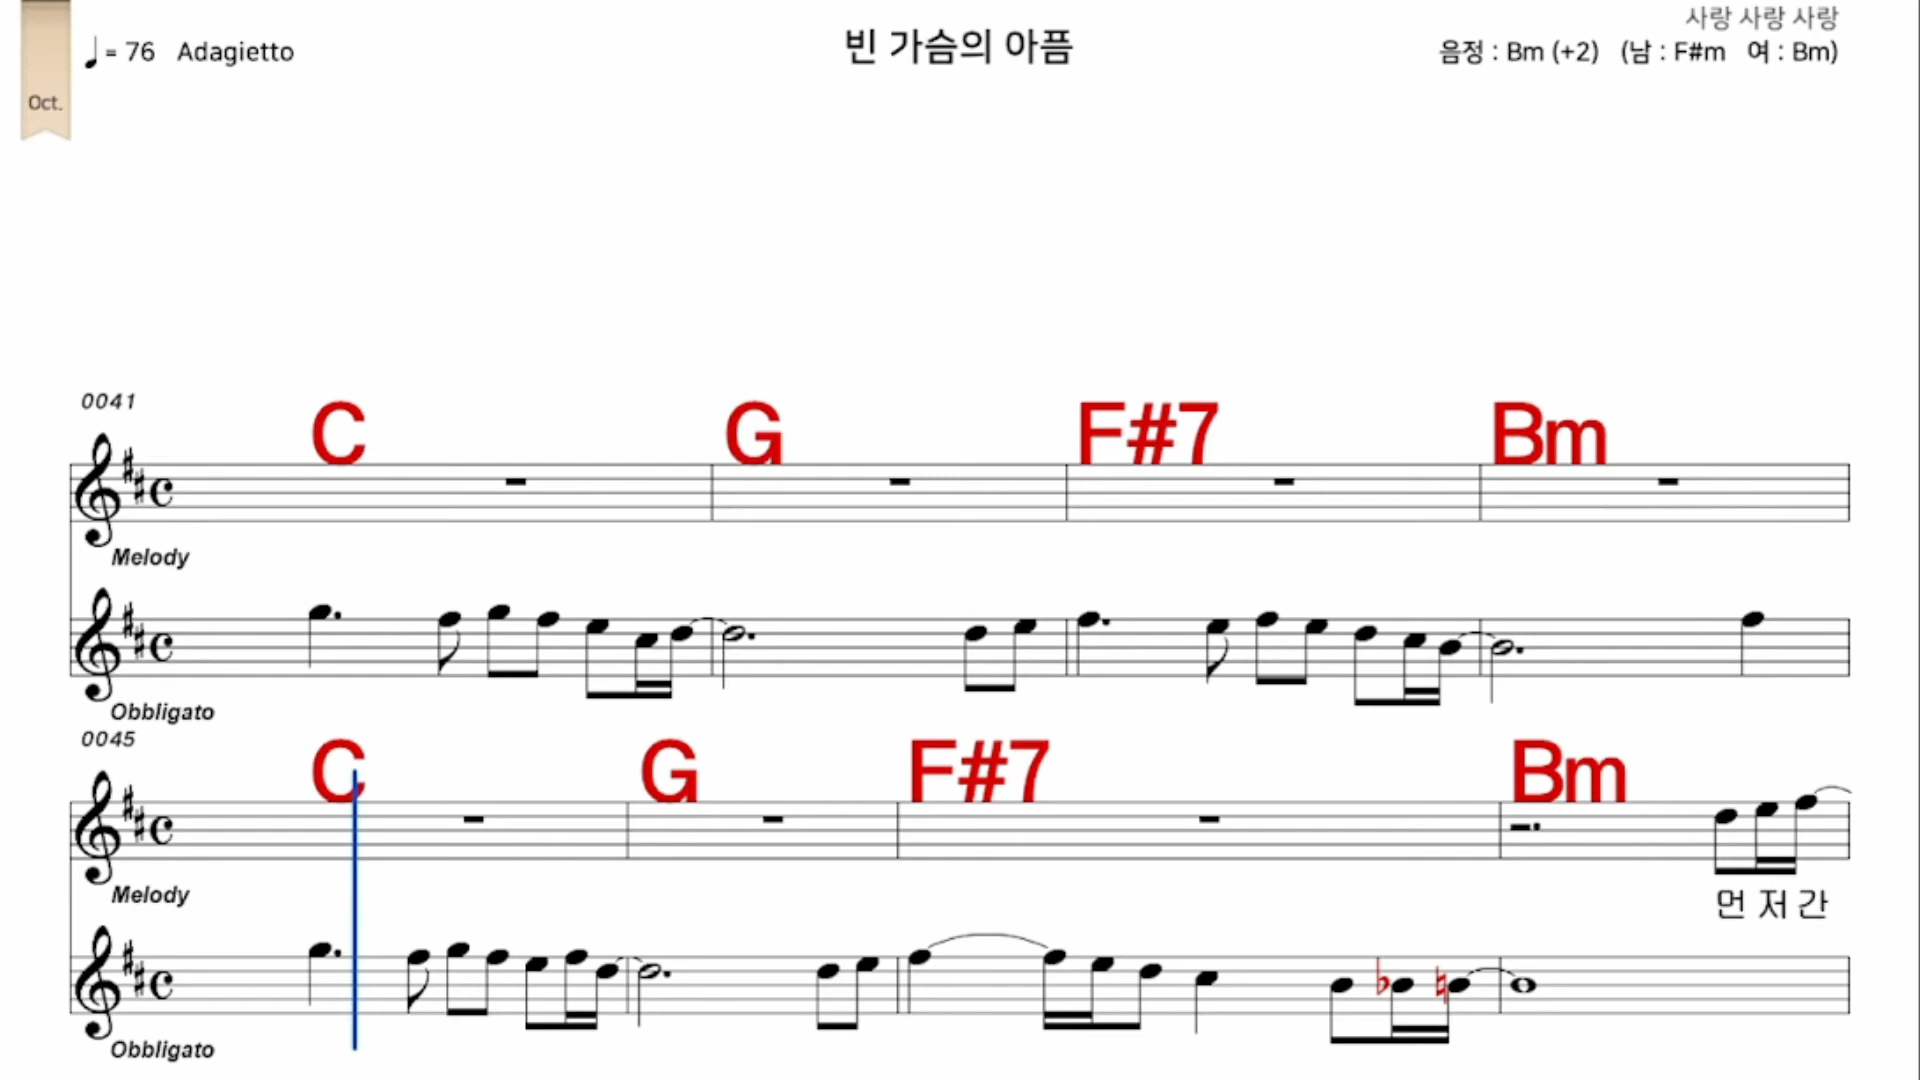 사랑 사랑 사랑
♩= 76 Adagietto
빈 가슴의 아픔
음정 : Bm (+2) (남 : F#m 여 : Bm)
Oct.
0041
C G F#7 Bm
Melody
Obbligato
0045
C G F#7 Bm
Melody
먼 저 간
Obbligato